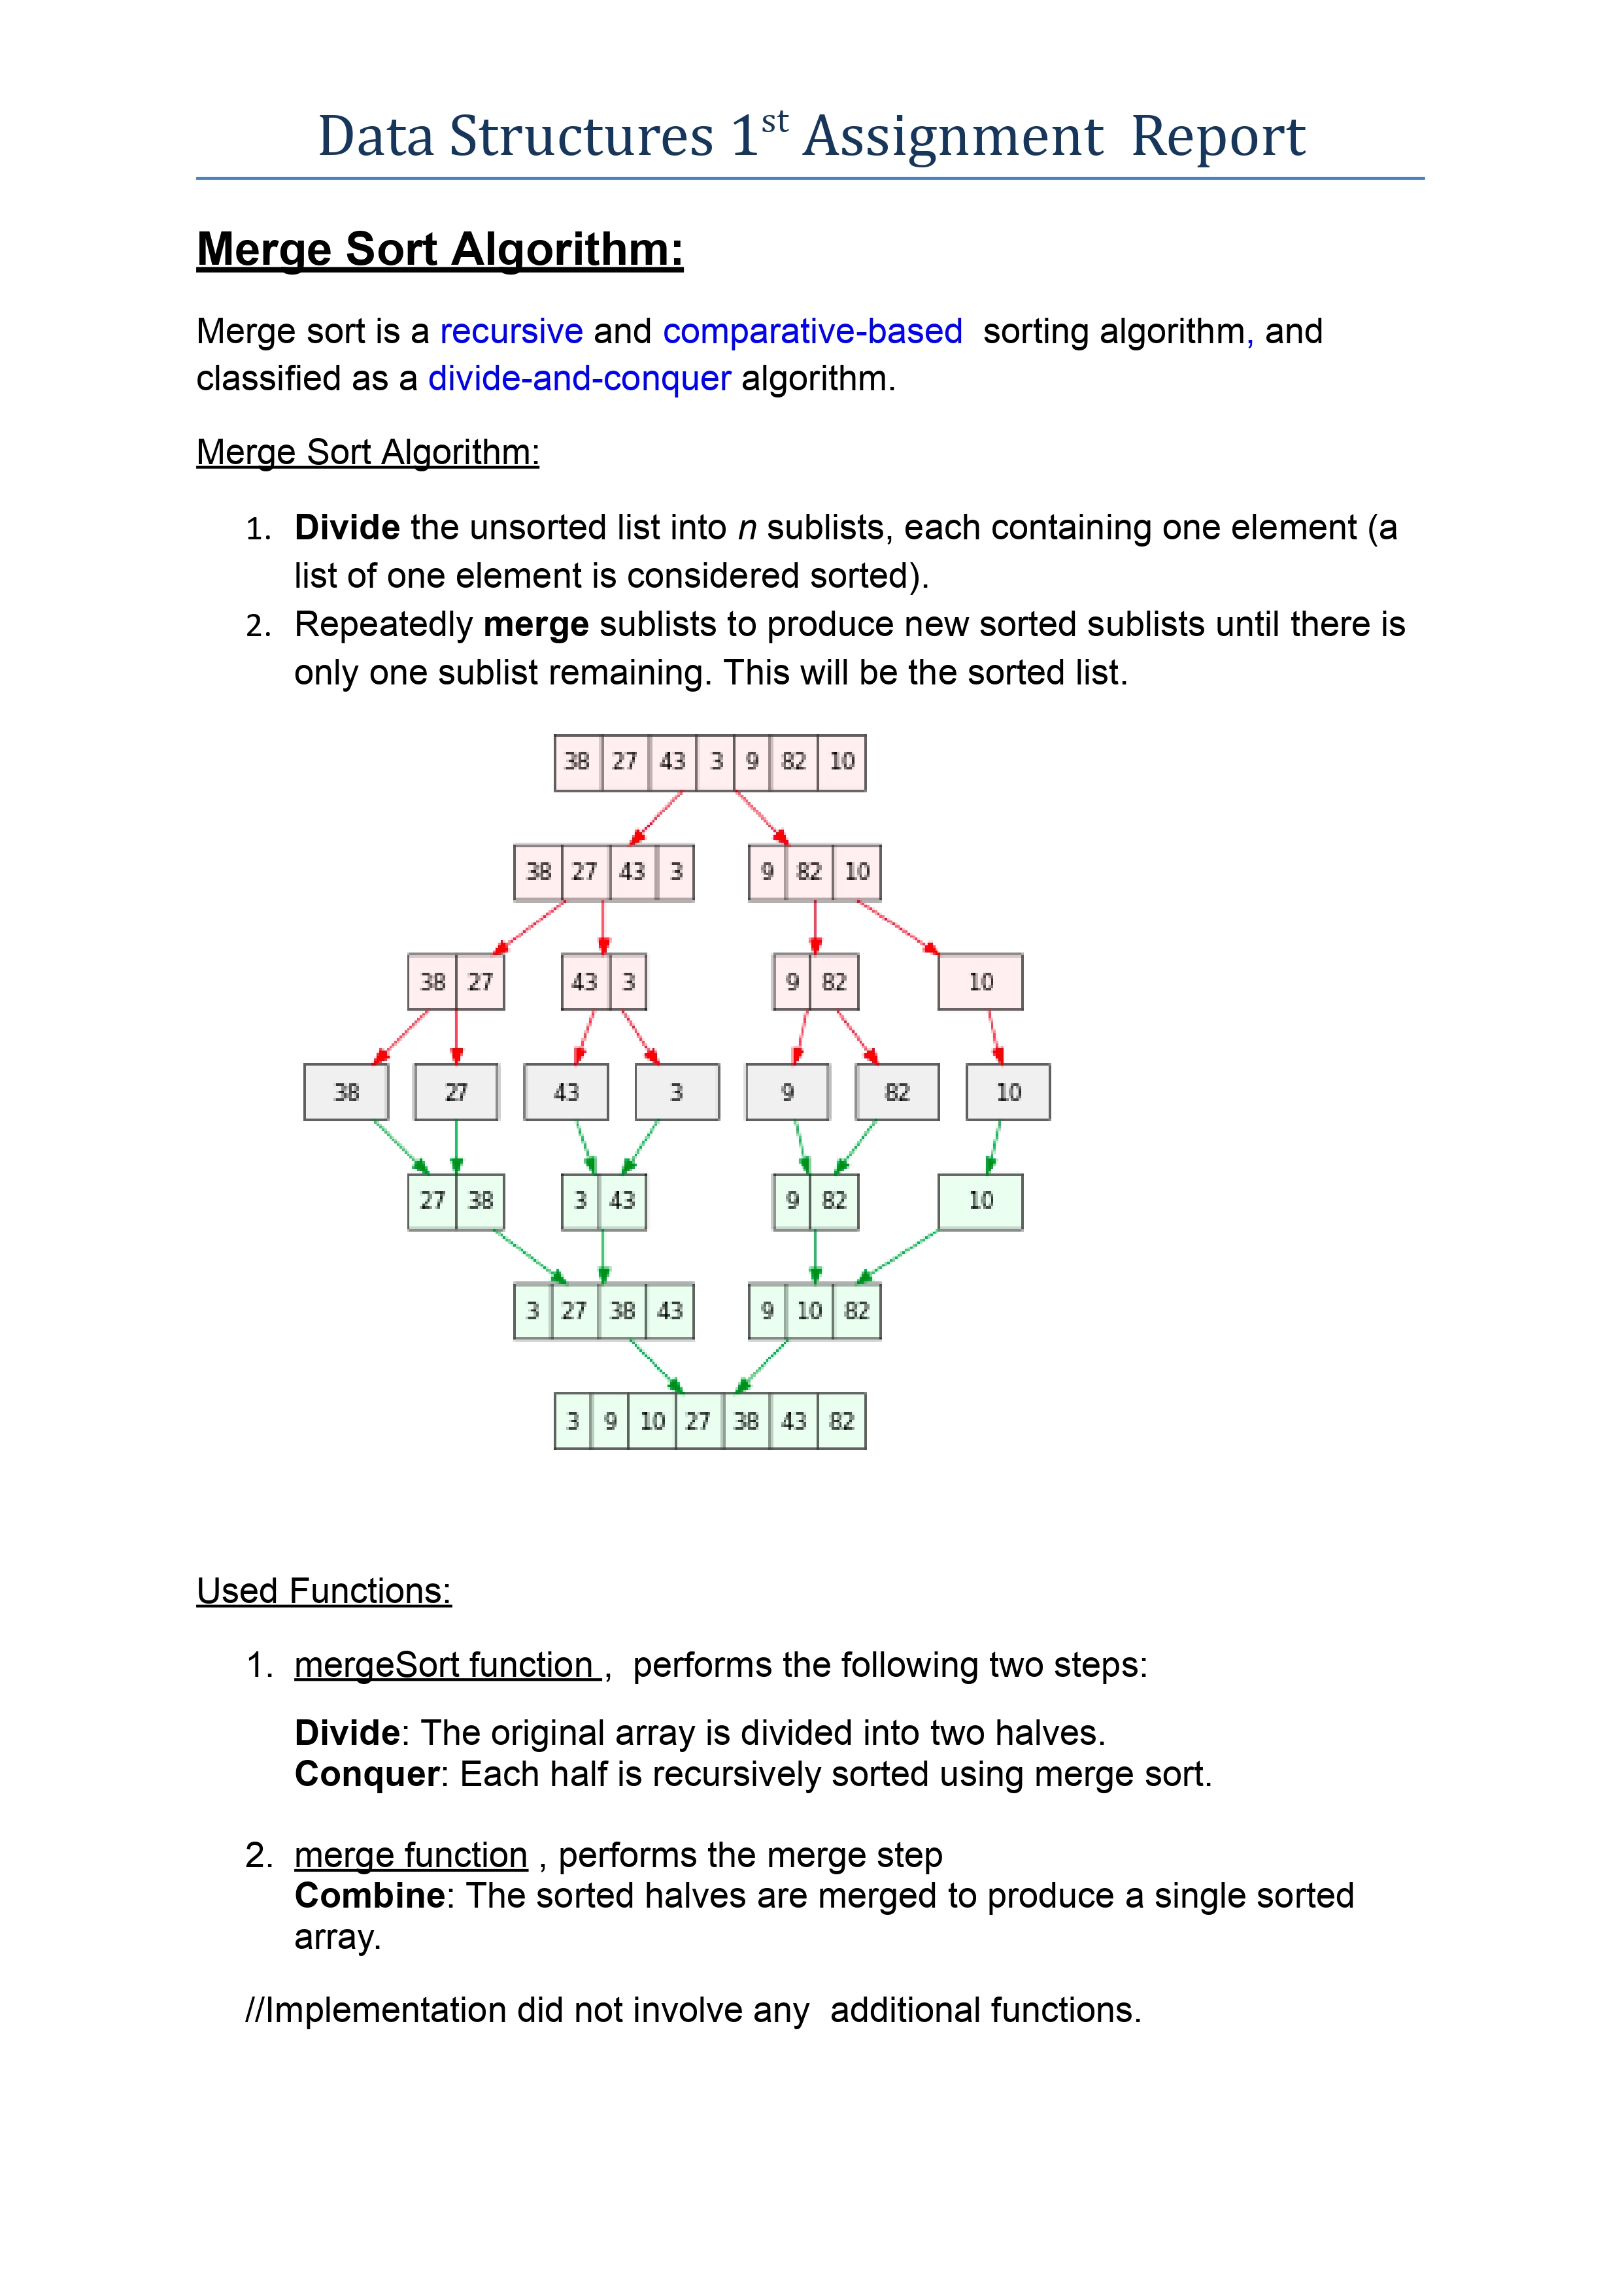 Data Structures 1st Assignment  Report
Merge Sort Algorithm:
Merge sort is a recursive and comparative-based  sorting algorithm, and
classified as a divide-and-conquer algorithm.
Merge Sort Algorithm:
1. Divide the unsorted list into n sublists, each containing one element (a
list of one element is considered sorted).
2. Repeatedly merge sublists to produce new sorted sublists until there is
only one sublist remaining. This will be the sorted list.
38 27 43 3 9 82 10
38 27 43 3 9 82 10
38 27 43 3 9 82 10
38 27 43 3 9 82 10
27 38 3 43 9 82 10
3 27 38 43 9 10 82
3 9 10 27 38 43 82
Used Functions:
1. mergeSort function ,  performs the following two steps:
Divide: The original array is divided into two halves.
Conquer: Each half is recursively sorted using merge sort.
2. merge function , performs the merge step
Combine: The sorted halves are merged to produce a single sorted
array.
//Implementation did not involve any  additional functions.